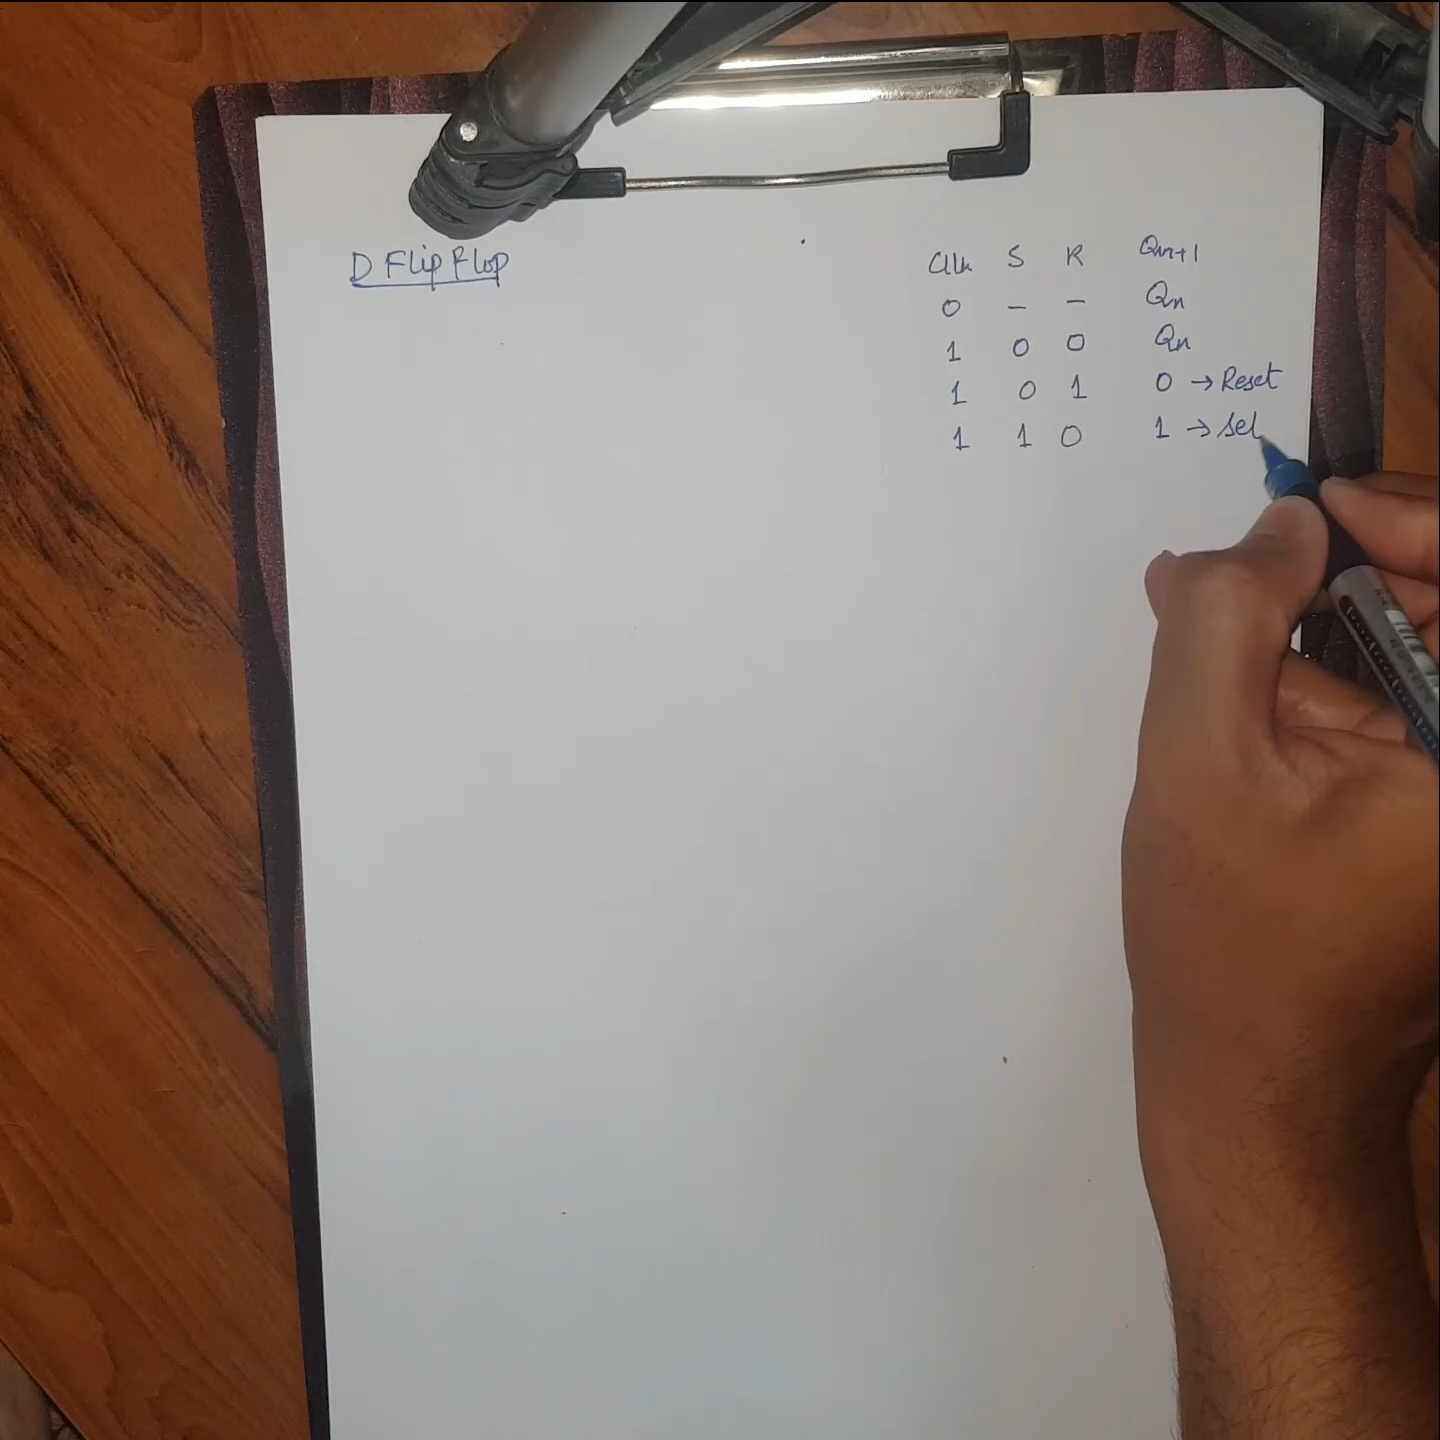 D Flip Flop
Clk S R Qn+1
0 – – Qn
1 0 0 Qn
1 0 1 0 → Reset
1 1 0 1 → Set